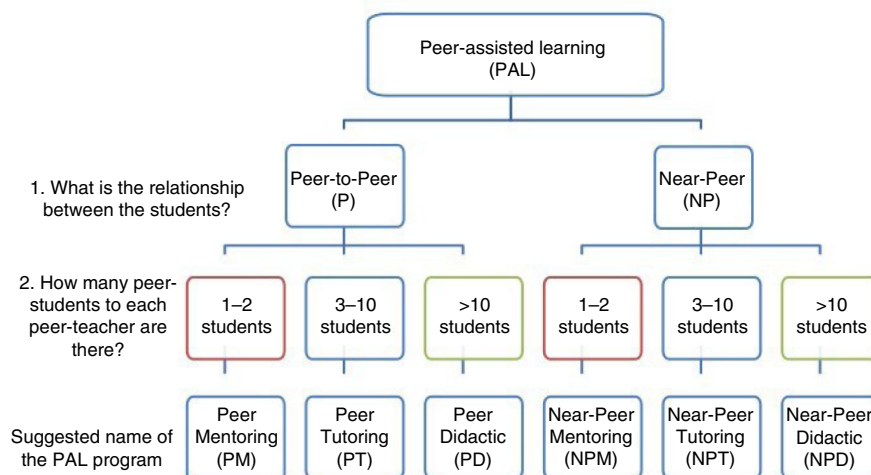 Peer-assisted learning
(PAL)
1. What is the relationship
between the students?
Peer-to-Peer
(P)
Near-Peer
(NP)
2. How many peer-
students to each
peer-teacher are
there?
1–2
students
3–10
students
>10
students
1–2
students
3–10
students
>10
students
Suggested name of
the PAL program
Peer
Mentoring
(PM)
Peer
Tutoring
(PT)
Peer
Didactic
(PD)
Near-Peer
Mentoring
(NPM)
Near-Peer
Tutoring
(NPT)
Near-Peer
Didactic
(NPD)